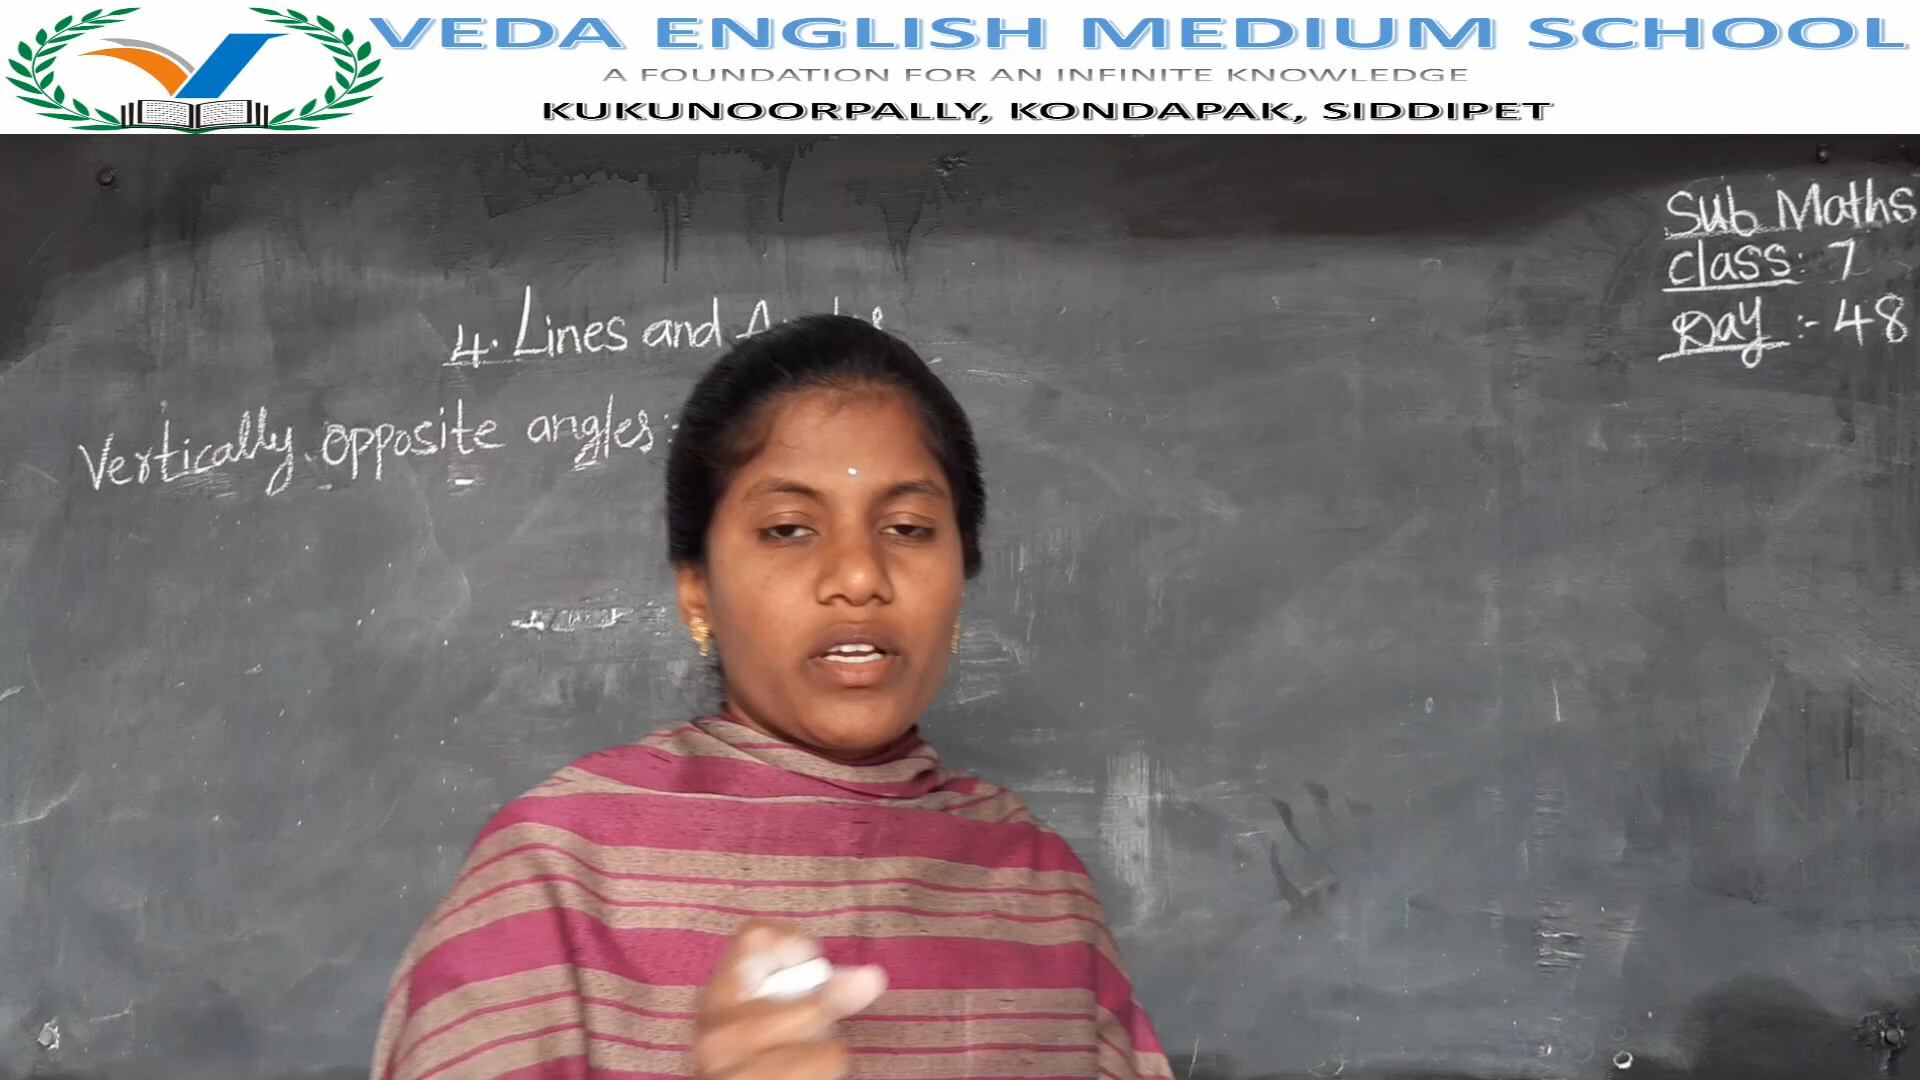 VEDA ENGLISH MEDIUM SCHOOL
A FOUNDATION FOR AN INFINITE KNOWLEDGE
KUKUNOORPALLY, KONDAPAK, SIDDIPET
Sub Maths
class: 7
Day :- 48
4. Lines and
Vertically opposite angles: